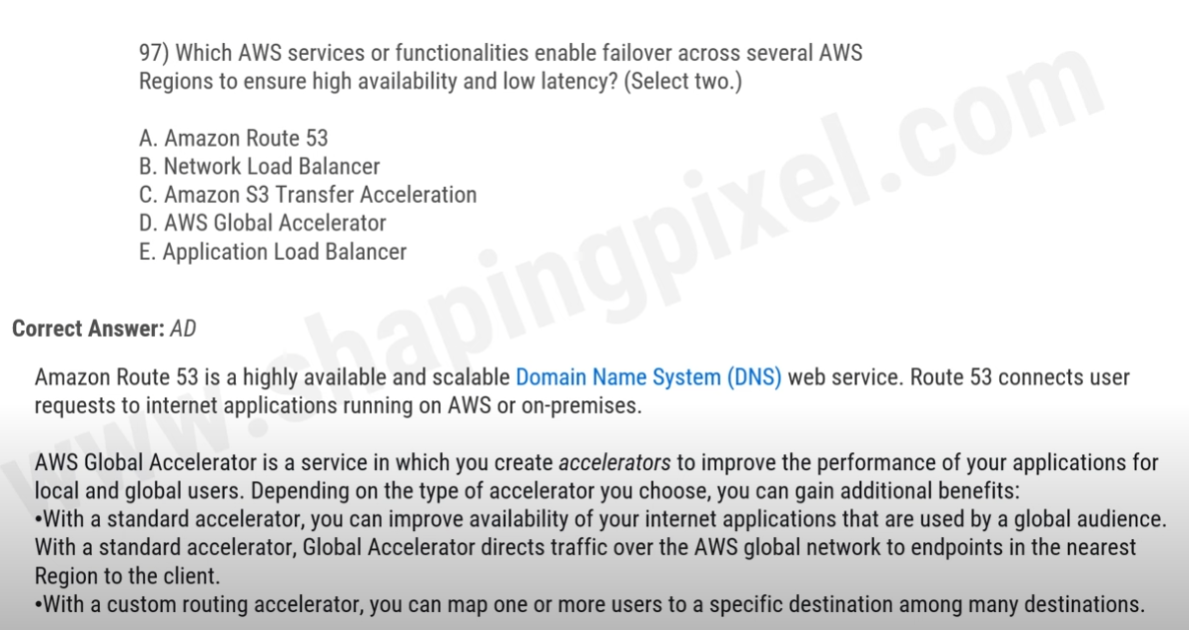 97) Which AWS services or functionalities enable failover across several AWS
Regions to ensure high availability and low latency? (Select two.)
A. Amazon Route 53
B. Network Load Balancer
C. Amazon S3 Transfer Acceleration
D. AWS Global Accelerator
E. Application Load Balancer
Correct Answer: AD
Amazon Route 53 is a highly available and scalable Domain Name System (DNS) web service. Route 53 connects user
requests to internet applications running on AWS or on-premises.
AWS Global Accelerator is a service in which you create accelerators to improve the performance of your applications for
local and global users. Depending on the type of accelerator you choose, you can gain additional benefits:
•With a standard accelerator, you can improve availability of your internet applications that are used by a global audience.
With a standard accelerator, Global Accelerator directs traffic over the AWS global network to endpoints in the nearest
Region to the client.
•With a custom routing accelerator, you can map one or more users to a specific destination among many destinations.
www.shapingpixel.com